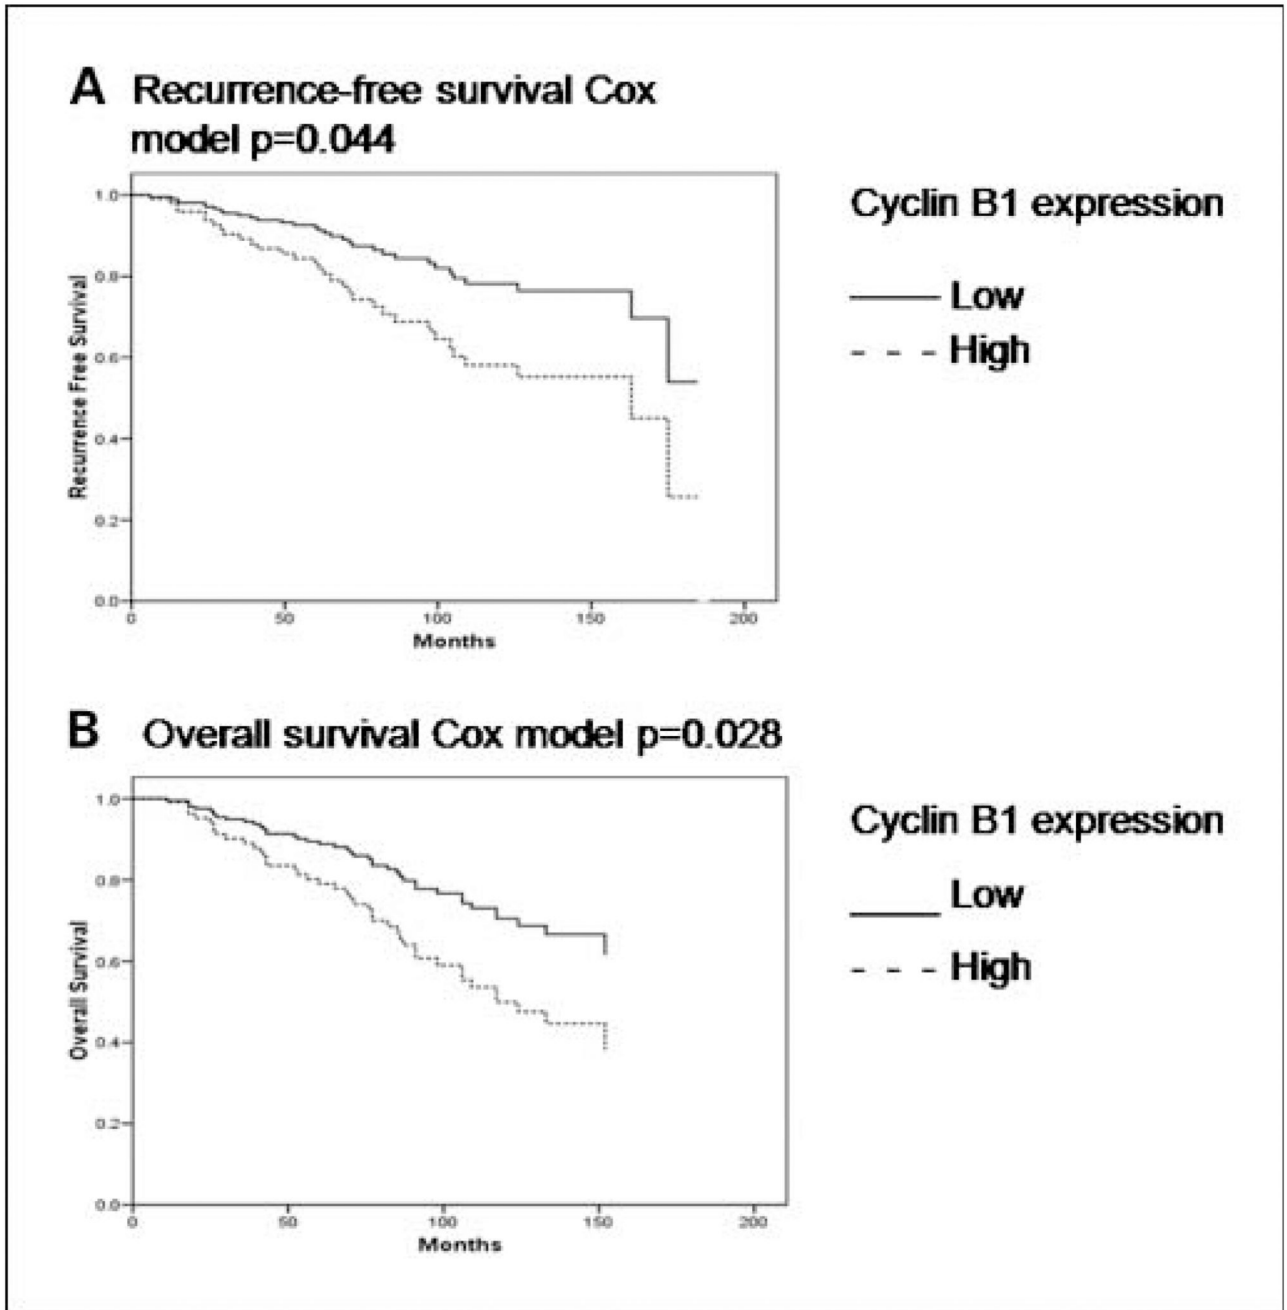 A Recurrence-free survival Cox
model p=0.044
Cyclin B1 expression
Low
High
Recurrence Free Survival
1.0
0.8
0.6
0.4
0.2
0.0
0 50 100 150 200
Months
B Overall survival Cox model p=0.028
Cyclin B1 expression
Low
High
Overall Survival
1.0
0.8
0.6
0.4
0.2
0.0
0 50 100 150 200
Months